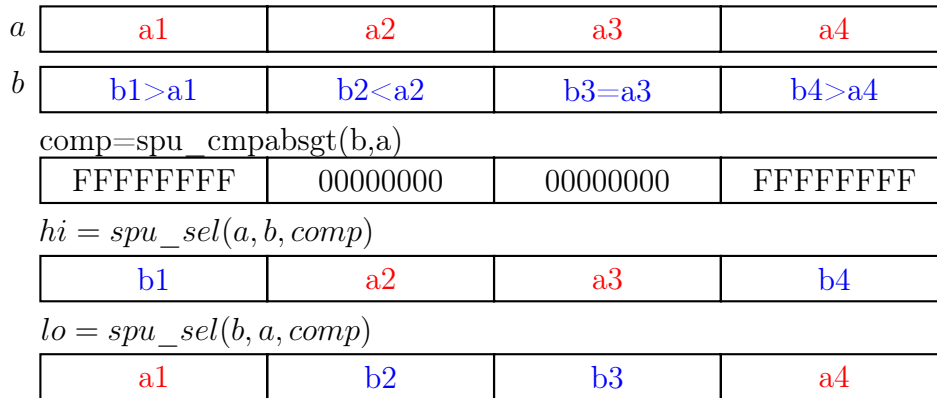 a a1 a2 a3 a4
b b1>a1 b2<a2 b3=a3 b4>a4
comp=spu_cmpabsgt(b,a)
FFFFFFFF 00000000 00000000 FFFFFFFF
hi = spu_sel(a, b, comp)
b1 a2 a3 b4
lo = spu_sel(b, a, comp)
a1 b2 b3 a4